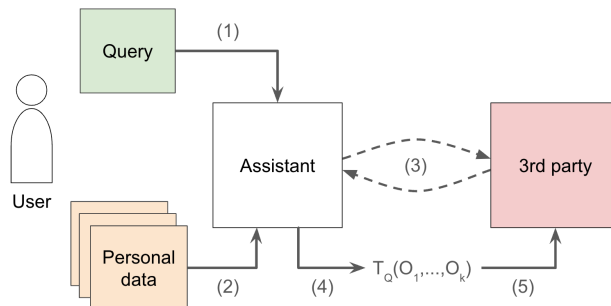 (1)
Query
Assistant
(3)
3rd party
User
Personal
data
(2)
(4)
T_Q(O_1,...,O_k)
(5)